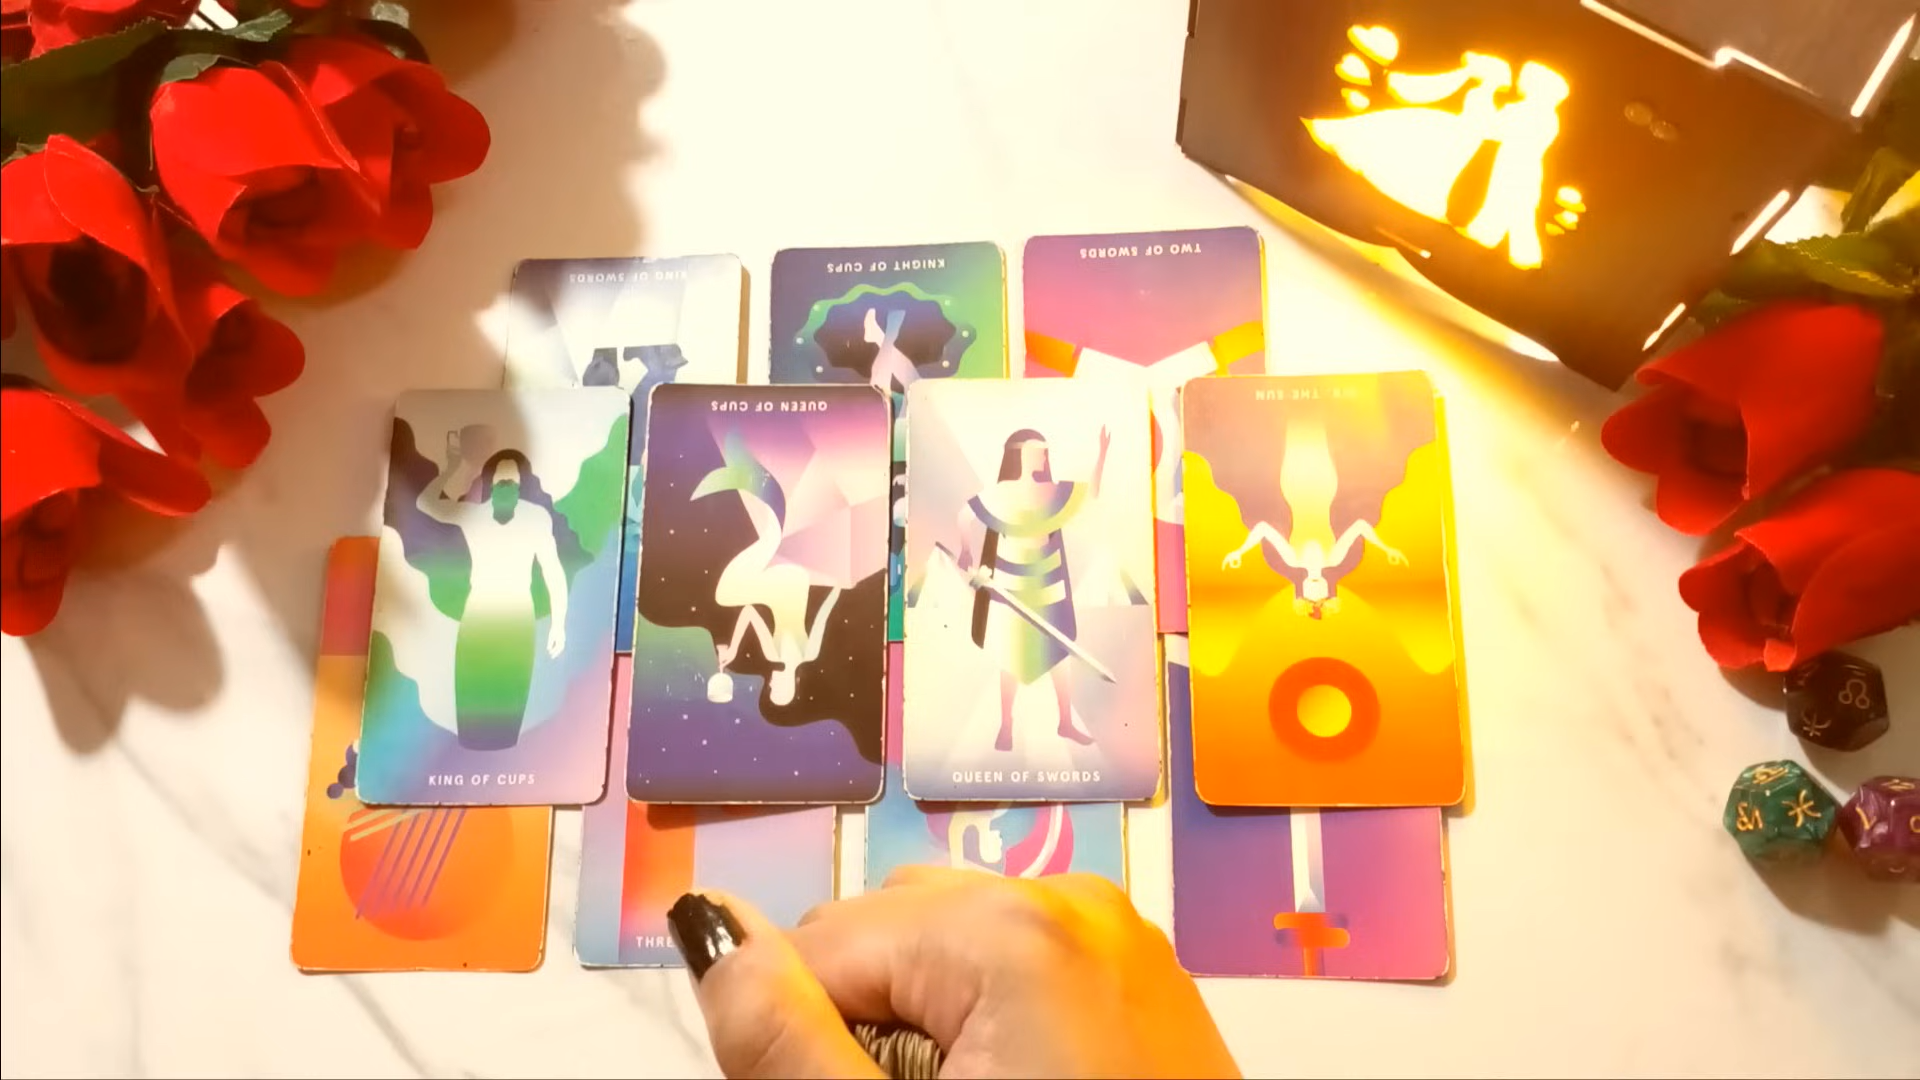 KING OF SWORDS
KNIGHT OF CUPS
TWO OF SWORDS
QUEEN OF CUPS
THE SUN
KING OF CUPS
QUEEN OF SWORDS
THRE